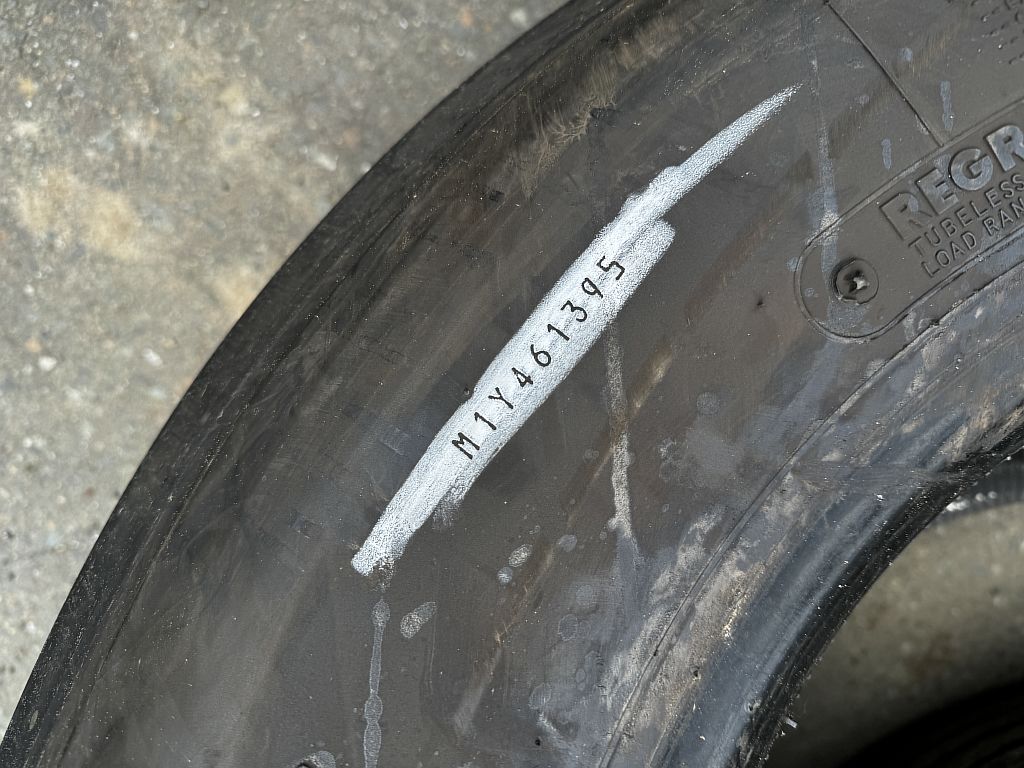 M1Y461395
REGR
TUBELESS
LOAD RAN